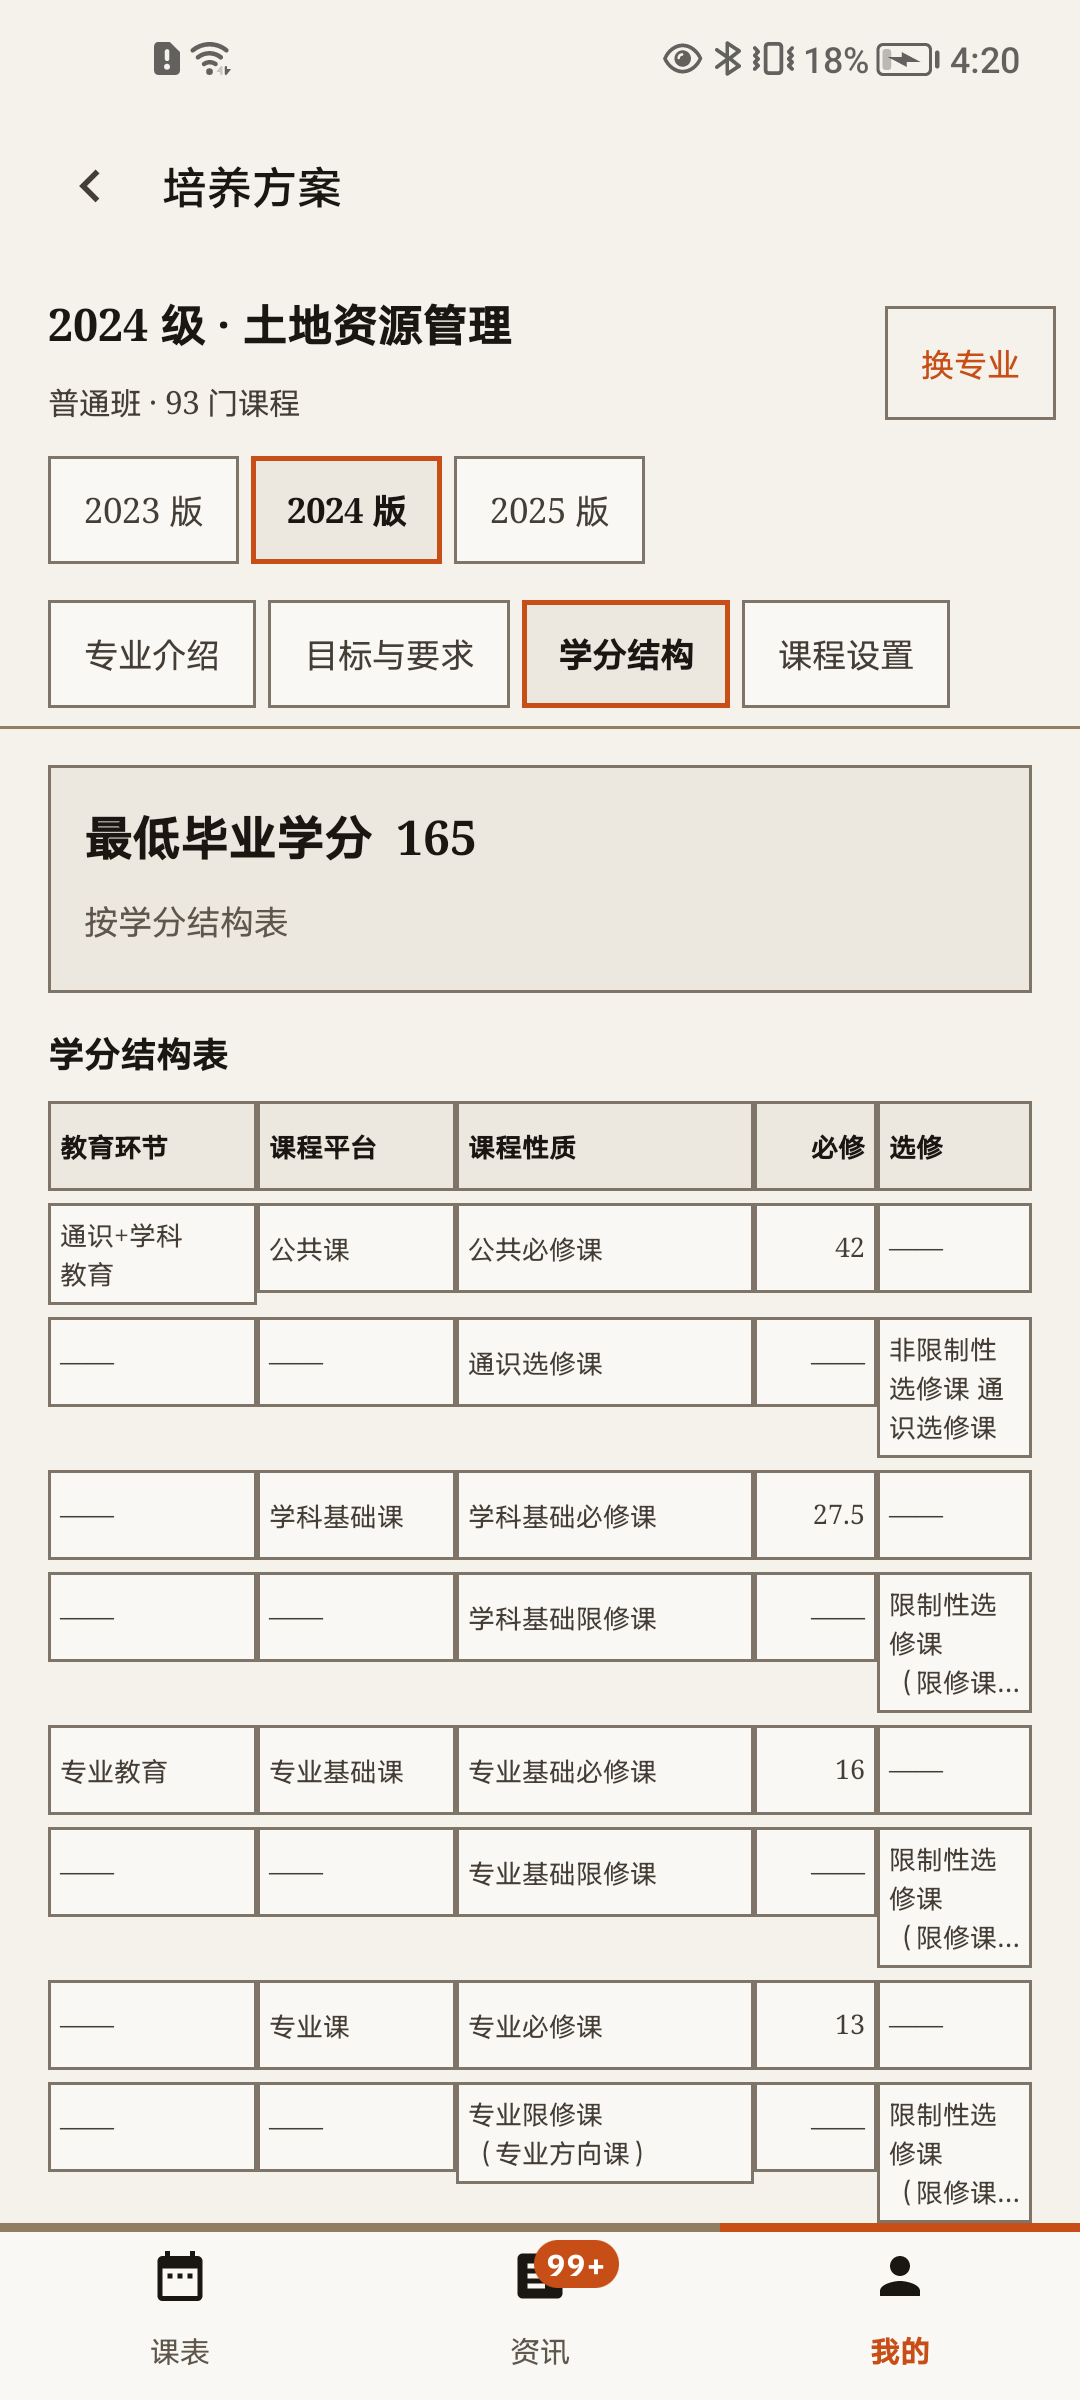 18% 4:20
培养方案
2024 级 · 土地资源管理
换专业
普通班 · 93 门课程
2023 版 2024 版 2025 版
专业介绍 目标与要求 学分结构 课程设置
最低毕业学分 165
按学分结构表
学分结构表
教育环节 课程平台 课程性质 必修 选修
通识+学科
教育
公共课 公共必修课 42 ——
—— —— 通识选修课 ——
非限制性
选修课 通
识选修课
—— 学科基础课 学科基础必修课 27.5 ——
—— —— 学科基础限修课 ——
限制性选
修课
（限修课...
专业教育 专业基础课 专业基础必修课 16 ——
—— —— 专业基础限修课 ——
限制性选
修课
（限修课...
—— 专业课 专业必修课 13 ——
—— ——
专业限修课
（专业方向课）
——
限制性选
修课
（限修课...
99+
课表 资讯 我的